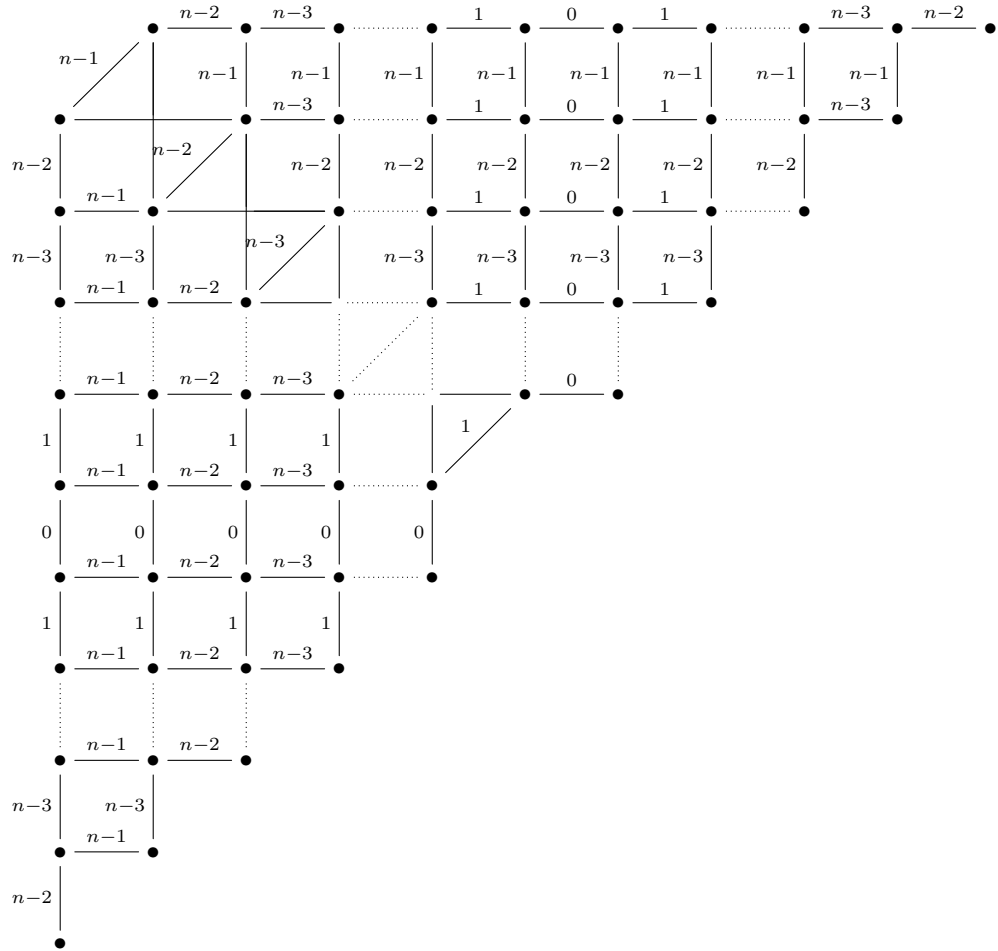 n−2 n−3 1 0 1 n−3 n−2
n−1 n−1 n−1 n−1 n−1 n−1 n−1 n−1 n−1
n−3 1 0 1 n−3
n−2 n−2 n−2 n−2 n−2 n−2 n−2 n−2
n−1 1 0 1
n−3 n−3 n−3 n−3 n−3 n−3 n−3
n−1 n−2 1 0 1
n−1 n−2 n−3 0
1 1 1 1 1
n−1 n−2 n−3
0 0 0 0 0
n−1 n−2 n−3
1 1 1 1
n−1 n−2 n−3
n−1 n−2
n−3 n−3
n−1
n−2